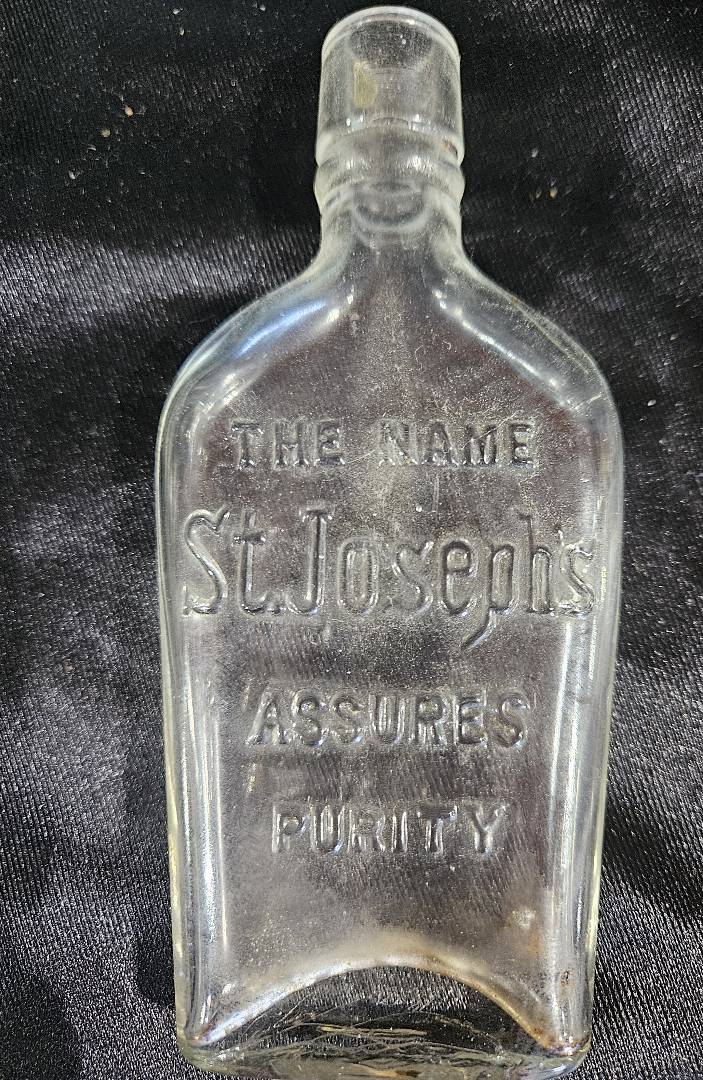 THE NAME
St.Joseph's
ASSURES
PURITY